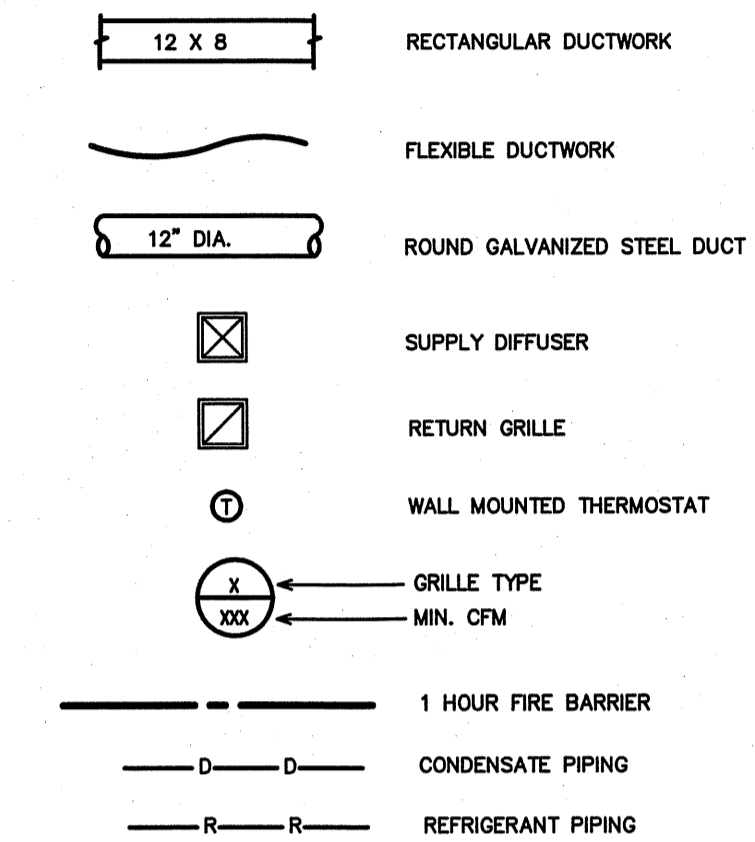 12 X 8 RECTANGULAR DUCTWORK
FLEXIBLE DUCTWORK
12" DIA. ROUND GALVANIZED STEEL DUCT
SUPPLY DIFFUSER
RETURN GRILLE
T WALL MOUNTED THERMOSTAT
X GRILLE TYPE
XXX MIN. CFM
1 HOUR FIRE BARRIER
D D CONDENSATE PIPING
R R REFRIGERANT PIPING